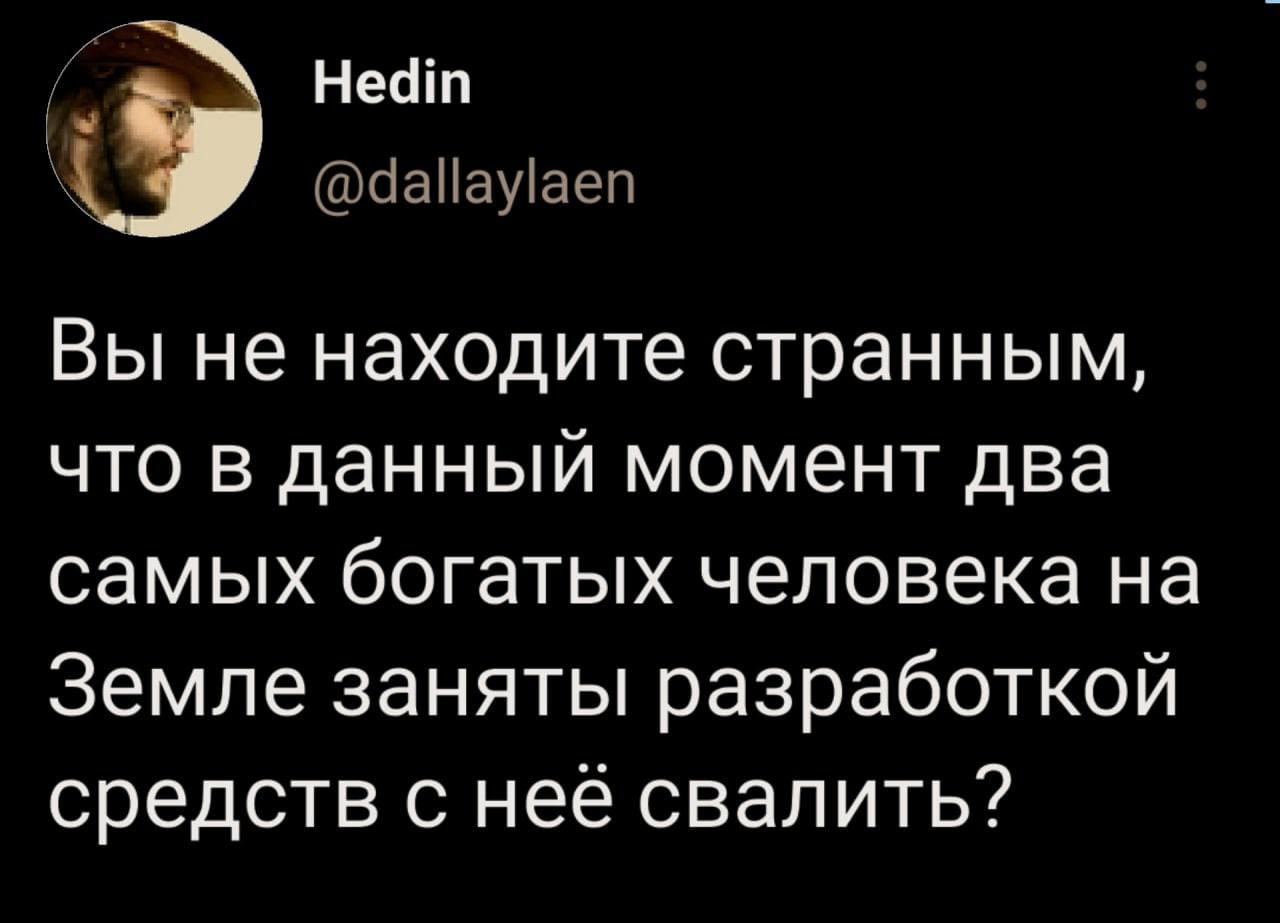 Hedin
@dallaylaen
Вы не находите странным,
что в данный момент два
самых богатых человека на
Земле заняты разработкой
средств с неё свалить?